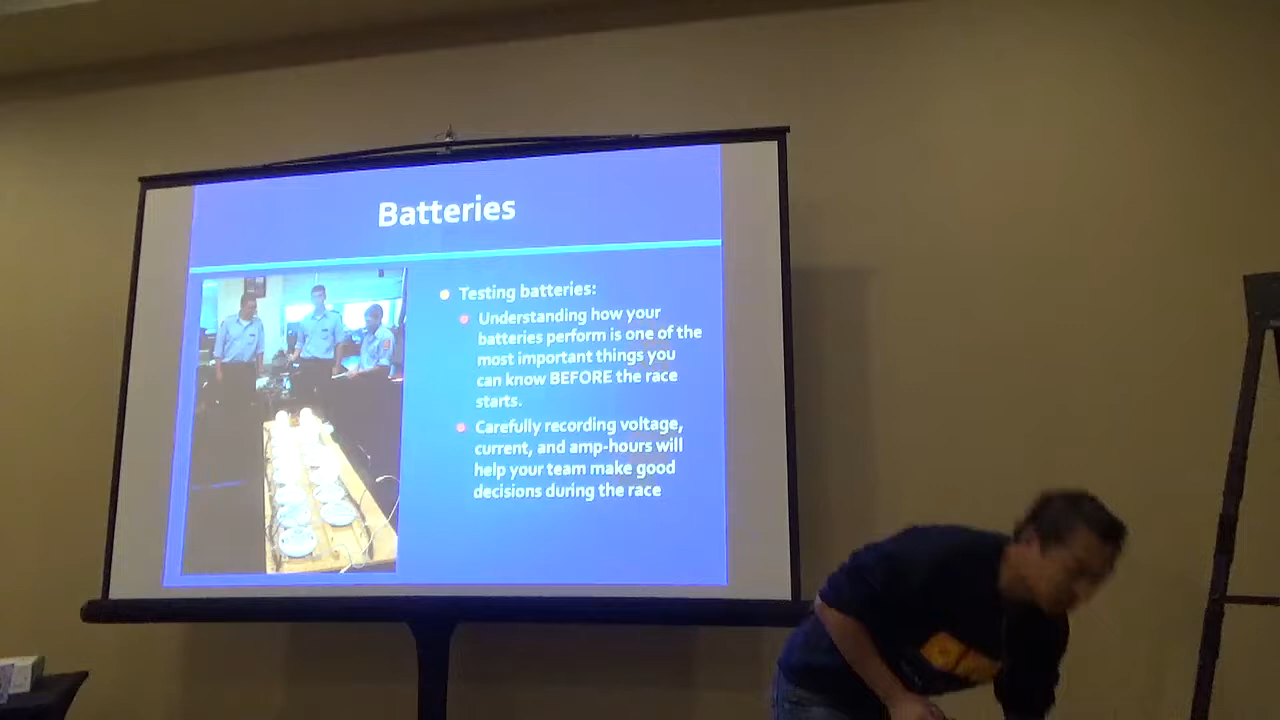 Batteries
Testing batteries:
Understanding how your
batteries perform is one of the
most important things you
can know BEFORE the race
starts.
Carefully recording voltage,
current, and amp-hours will
help your team make good
decisions during the race